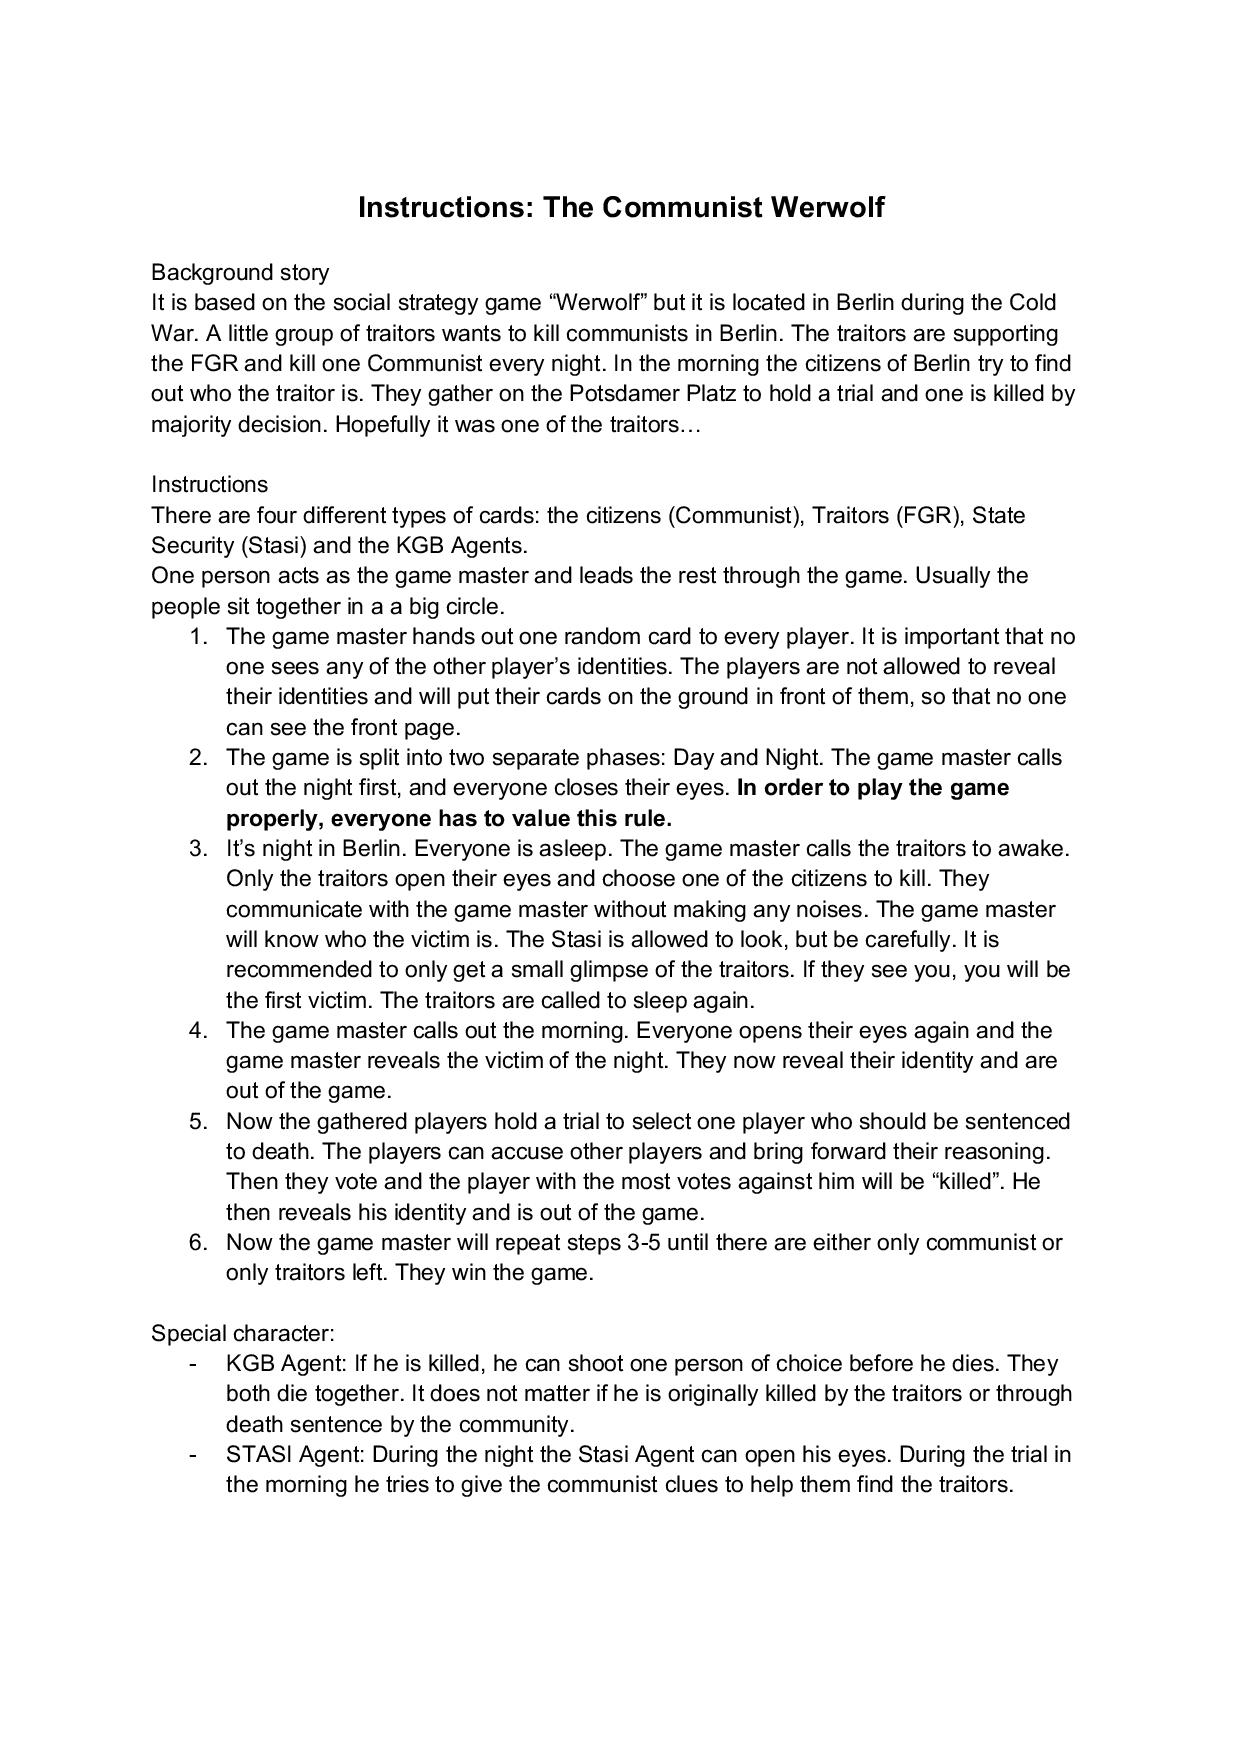 Instructions: The Communist Werwolf
Background story
It is based on the social strategy game “Werwolf” but it is located in Berlin during the Cold
War. A little group of traitors wants to kill communists in Berlin. The traitors are supporting
the FGR and kill one Communist every night. In the morning the citizens of Berlin try to find
out who the traitor is. They gather on the Potsdamer Platz to hold a trial and one is killed by
majority decision. Hopefully it was one of the traitors…
Instructions
There are four different types of cards: the citizens (Communist), Traitors (FGR), State
Security (Stasi) and the KGB Agents.
One person acts as the game master and leads the rest through the game. Usually the
people sit together in a a big circle.
1. The game master hands out one random card to every player. It is important that no
one sees any of the other player’s identities. The players are not allowed to reveal
their identities and will put their cards on the ground in front of them, so that no one
can see the front page.
2. The game is split into two separate phases: Day and Night. The game master calls
out the night first, and everyone closes their eyes. In order to play the game
properly, everyone has to value this rule.
3. It’s night in Berlin. Everyone is asleep. The game master calls the traitors to awake.
Only the traitors open their eyes and choose one of the citizens to kill. They
communicate with the game master without making any noises. The game master
will know who the victim is. The Stasi is allowed to look, but be carefully. It is
recommended to only get a small glimpse of the traitors. If they see you, you will be
the first victim. The traitors are called to sleep again.
4. The game master calls out the morning. Everyone opens their eyes again and the
game master reveals the victim of the night. They now reveal their identity and are
out of the game.
5. Now the gathered players hold a trial to select one player who should be sentenced
to death. The players can accuse other players and bring forward their reasoning.
Then they vote and the player with the most votes against him will be “killed”. He
then reveals his identity and is out of the game.
6. Now the game master will repeat steps 3-5 until there are either only communist or
only traitors left. They win the game.
Special character:
- KGB Agent: If he is killed, he can shoot one person of choice before he dies. They
both die together. It does not matter if he is originally killed by the traitors or through
death sentence by the community.
- STASI Agent: During the night the Stasi Agent can open his eyes. During the trial in
the morning he tries to give the communist clues to help them find the traitors.